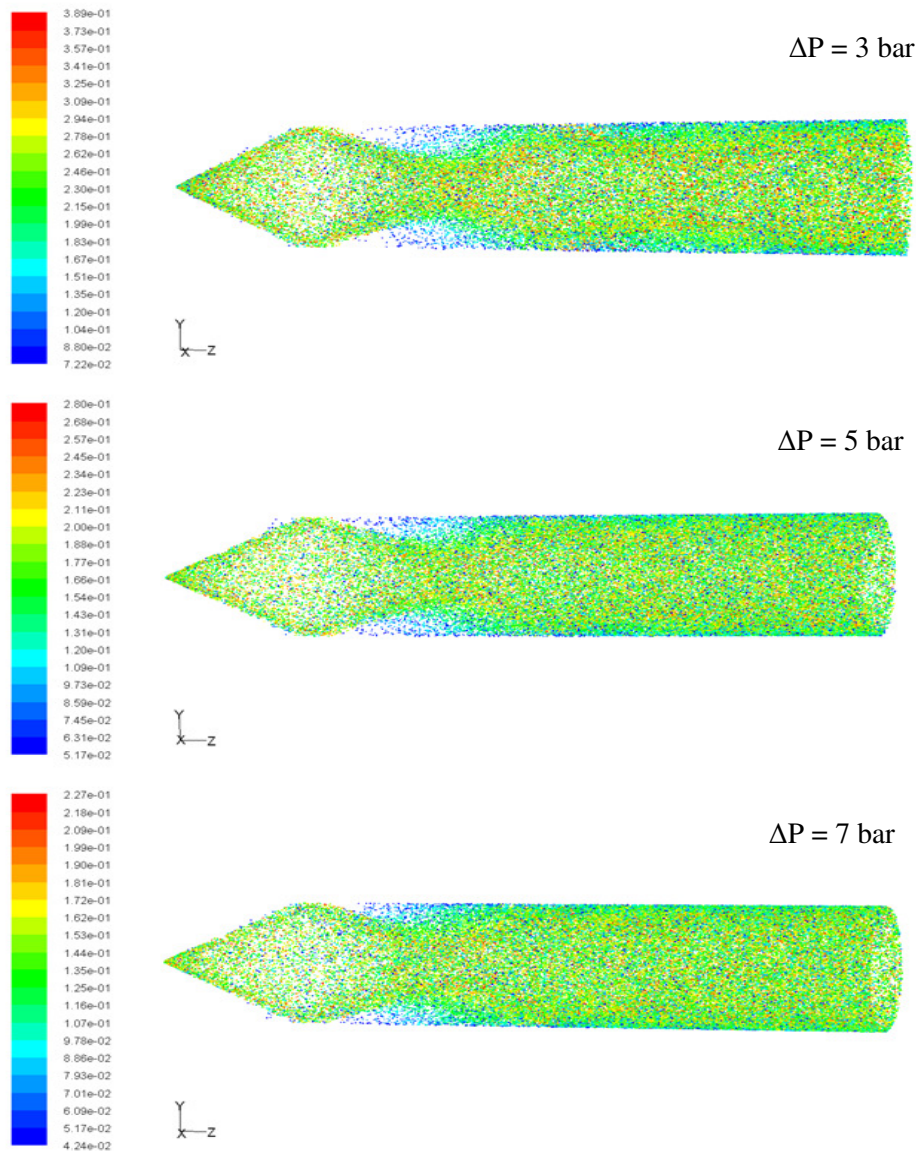 3.89e-01
3.73e-01
3.57e-01
3.41e-01
3.25e-01
3.09e-01
2.94e-01
2.78e-01
2.62e-01
2.46e-01
2.30e-01
2.15e-01
1.99e-01
1.83e-01
1.67e-01
1.51e-01
1.35e-01
1.20e-01
1.04e-01
8.80e-02
7.22e-02
ΔP = 3 bar
Y
X Z
2.80e-01
2.68e-01
2.57e-01
2.45e-01
2.34e-01
2.23e-01
2.11e-01
2.00e-01
1.88e-01
1.77e-01
1.66e-01
1.54e-01
1.43e-01
1.31e-01
1.20e-01
1.09e-01
9.73e-02
8.59e-02
7.45e-02
6.31e-02
5.17e-02
ΔP = 5 bar
Y
X Z
2.27e-01
2.18e-01
2.09e-01
1.99e-01
1.90e-01
1.81e-01
1.72e-01
1.62e-01
1.53e-01
1.44e-01
1.35e-01
1.25e-01
1.16e-01
1.07e-01
9.78e-02
8.86e-02
7.93e-02
7.01e-02
6.09e-02
5.17e-02
4.24e-02
ΔP = 7 bar
Y
X Z